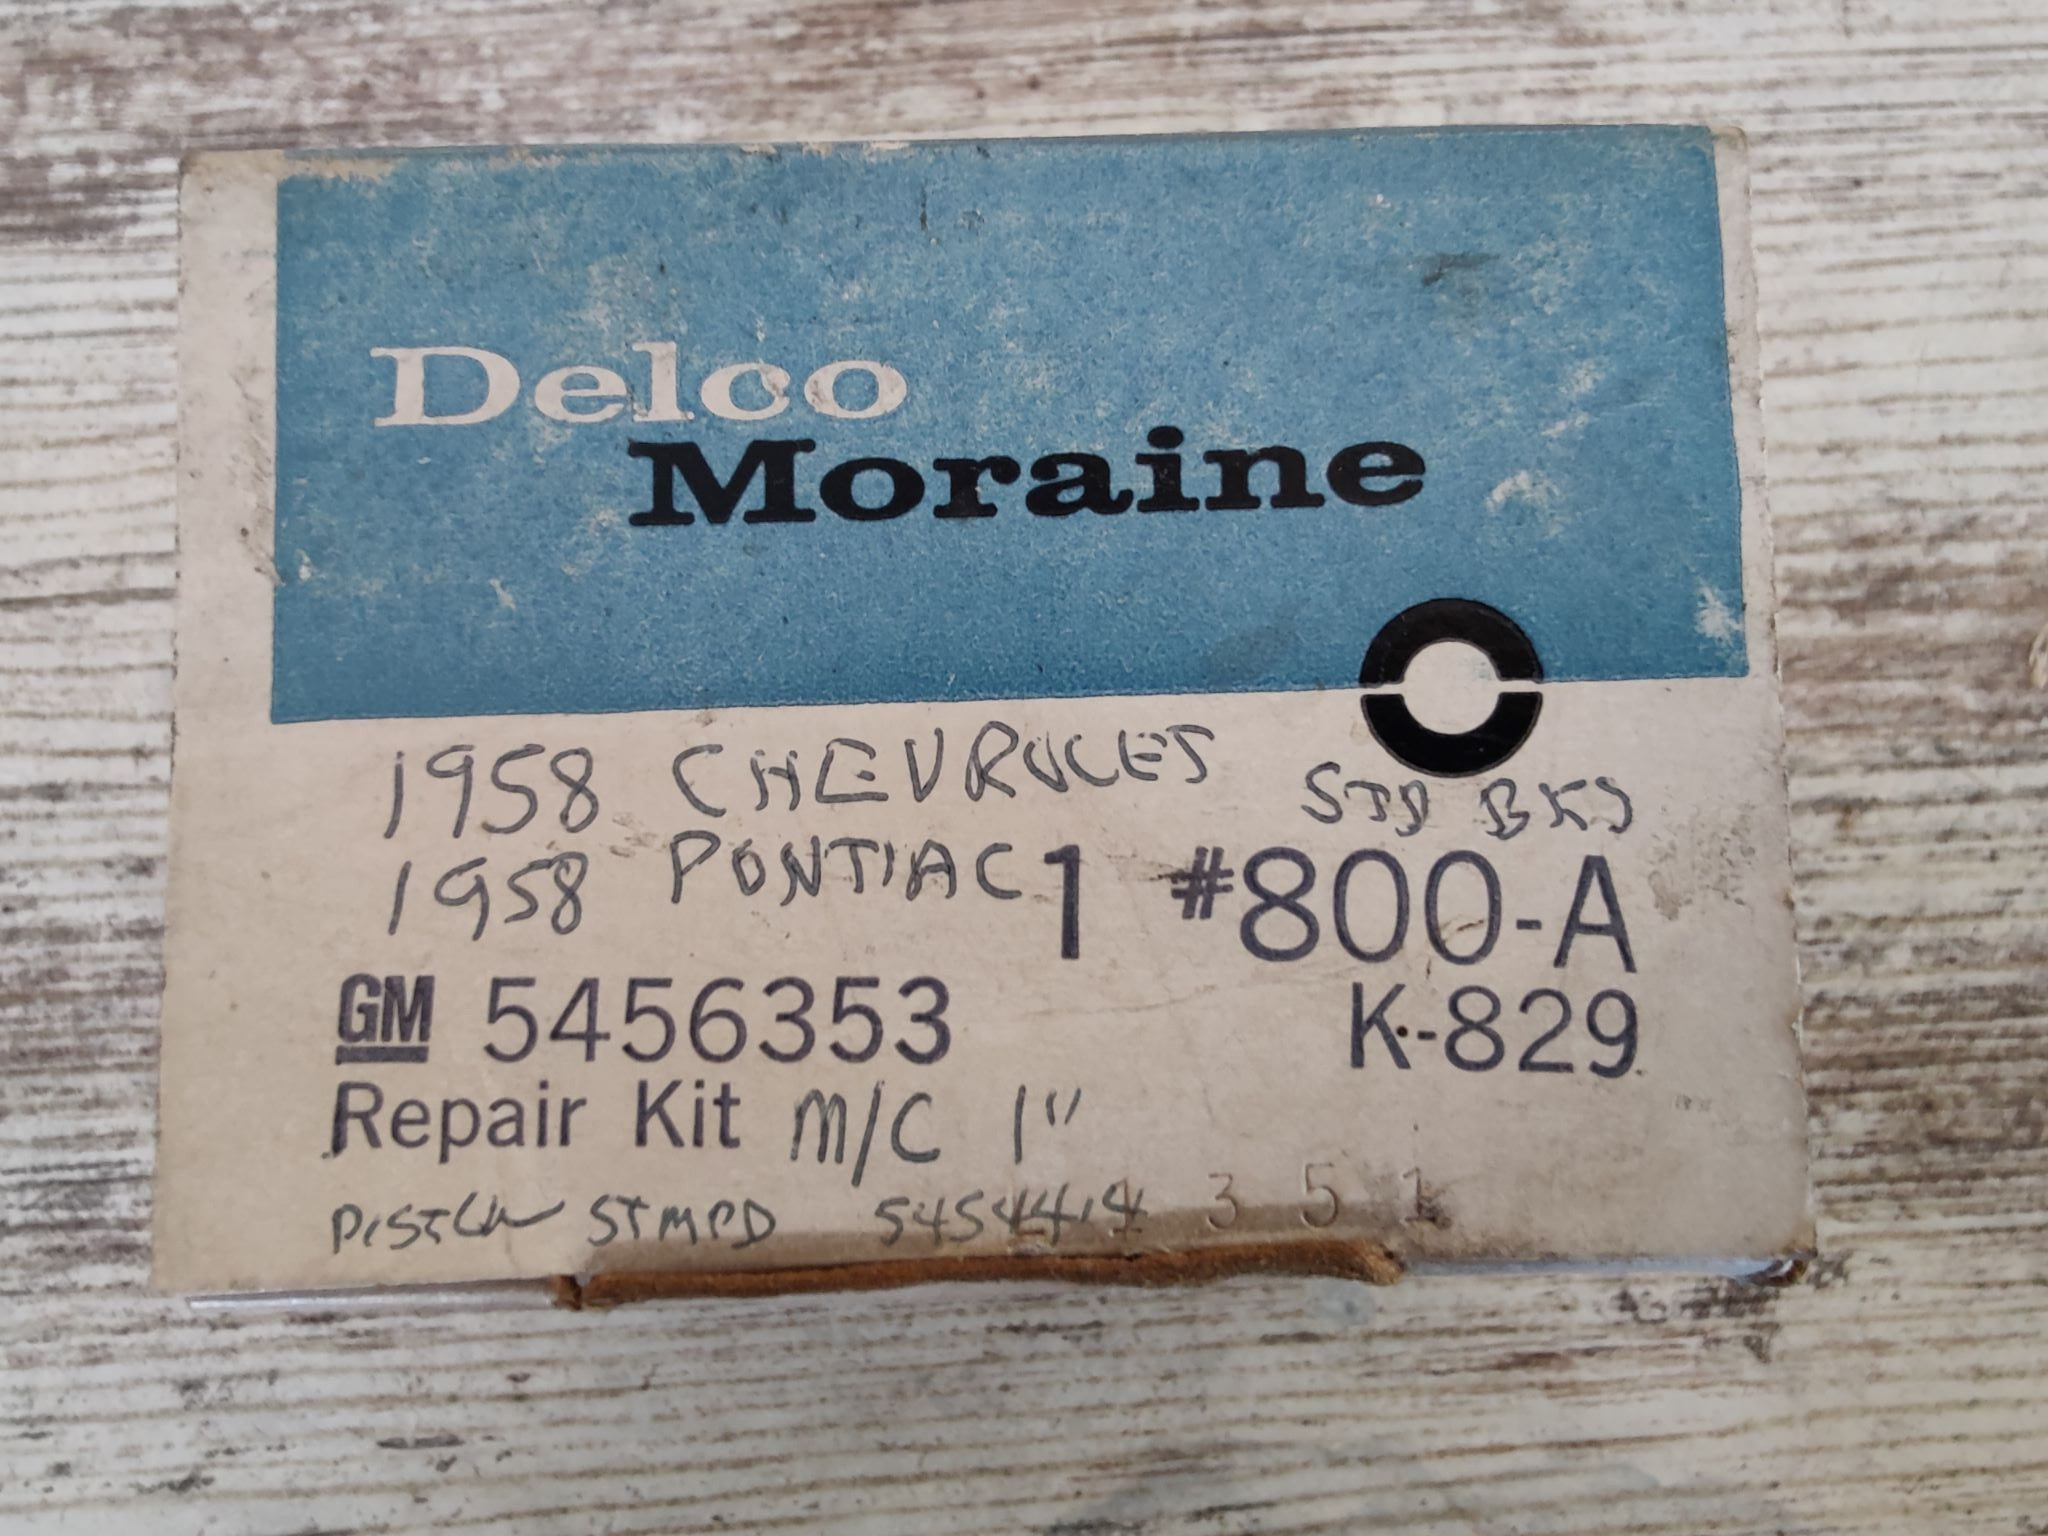 Delco
Moraine
1958 CHEVROLET STD BKS
1958 PONTIAC 1 #800-A
GM 5456353 K-829
Repair Kit M/C 1"
PISTON STMPD 5454414 1 3 5 1